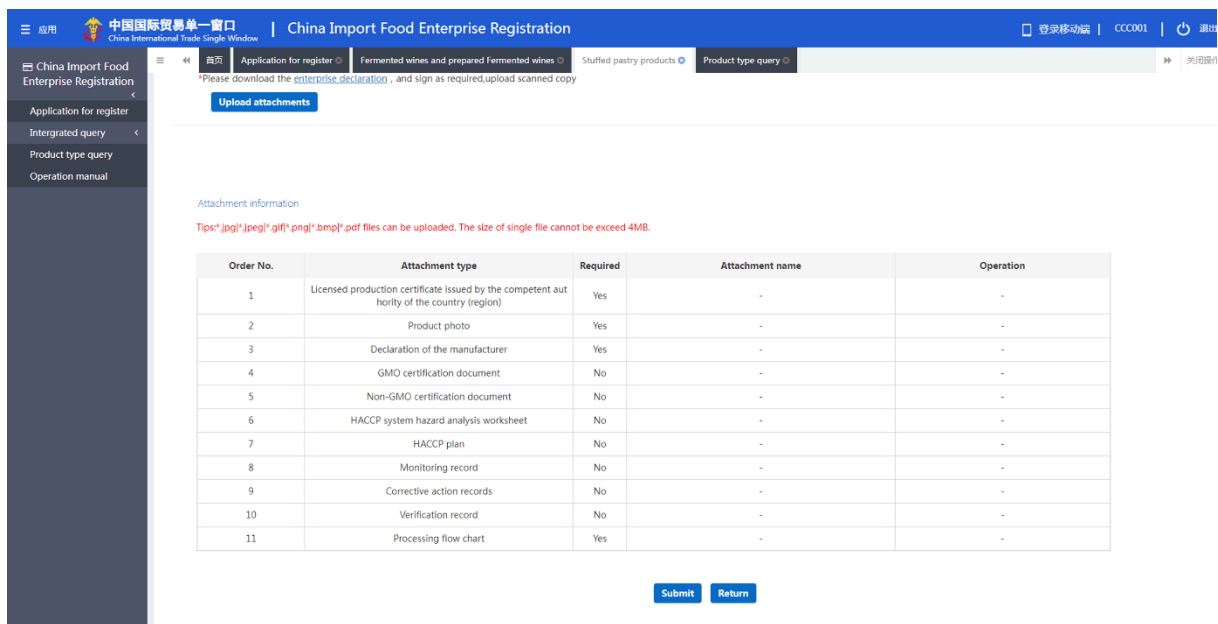 应用
中国国际贸易单一窗口
China International Trade Single Window
China Import Food Enterprise Registration
登录移动端 | CCC001 | 退出
China Import Food
Enterprise Registration
Application for register
Intergrated query
Product type query
Operation manual
首页 Application for register Fermented wines and prepared Fermented wines Stuffed pastry products Product type query 关闭操作
*Please download the enterprise declaration , and sign as required,upload scanned copy
Upload attachments
Attachment information
Tips:*.jpg|*.jpeg|*.gif|*.png|*.bmp|*.pdf files can be uploaded. The size of single file cannot be exceed 4MB.
Order No. Attachment type Required Attachment name Operation
1 Licensed production certificate issued by the competent aut
hority of the country (region) Yes - -
2 Product photo Yes - -
3 Declaration of the manufacturer Yes - -
4 GMO certification document No - -
5 Non-GMO certification document No - -
6 HACCP system hazard analysis worksheet No - -
7 HACCP plan No - -
8 Monitoring record No - -
9 Corrective action records No - -
10 Verification record No - -
11 Processing flow chart Yes - -
Submit Return